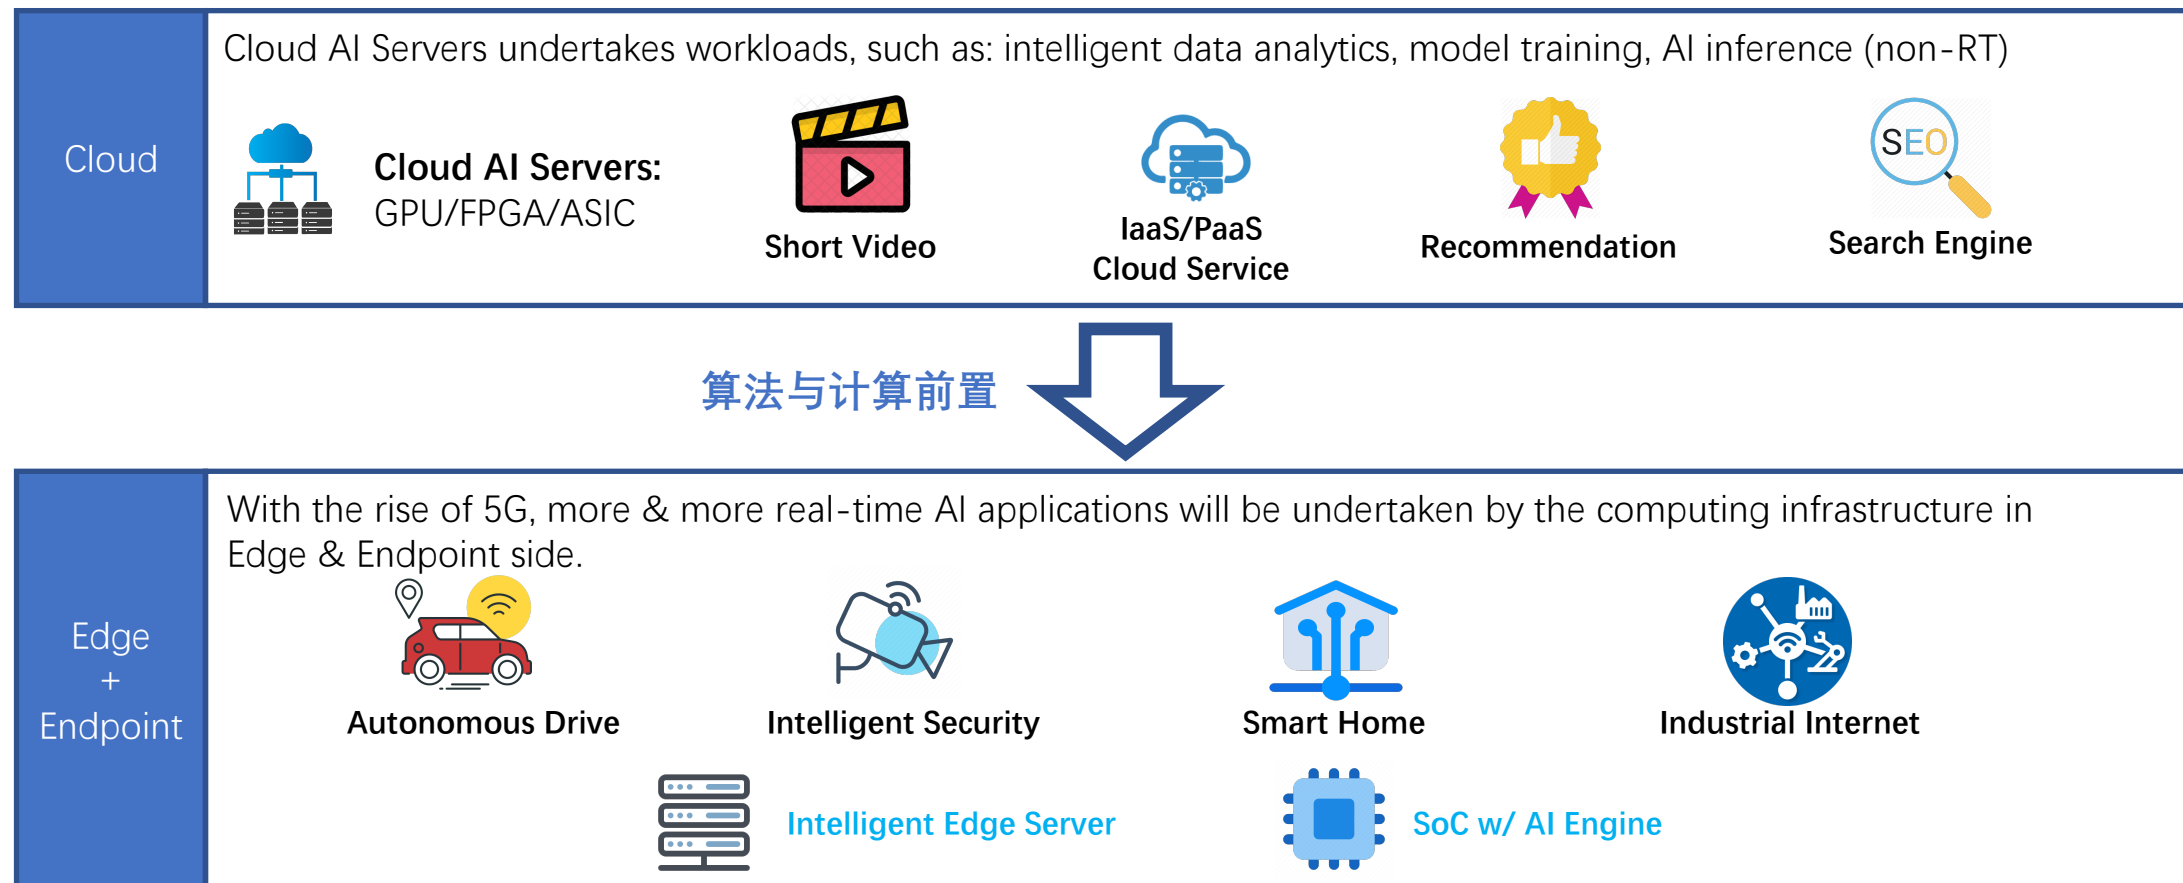 Cloud
Cloud AI Servers undertakes workloads, such as: intelligent data analytics, model training, AI inference (non-RT)
Cloud AI Servers:
GPU/FPGA/ASIC
Short Video
IaaS/PaaS
Cloud Service
Recommendation
SEO
Search Engine
算法与计算前置
Edge
+
Endpoint
With the rise of 5G, more & more real-time AI applications will be undertaken by the computing infrastructure in
Edge & Endpoint side.
Autonomous Drive
Intelligent Security
Smart Home
Industrial Internet
Intelligent Edge Server
SoC w/ AI Engine